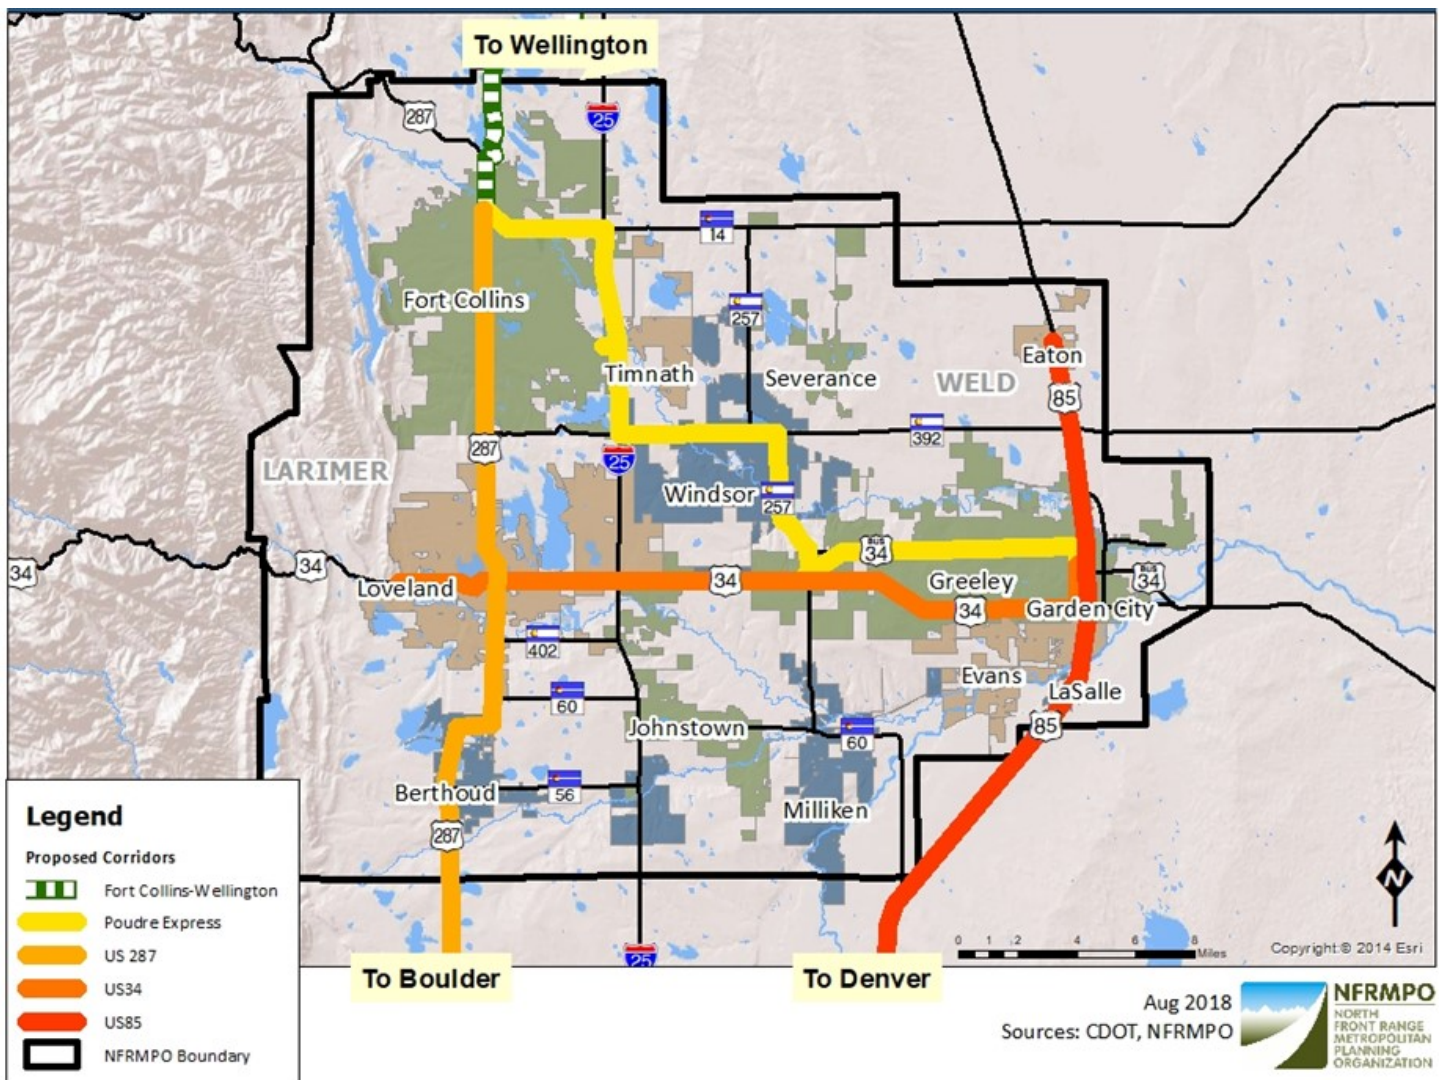 To Wellington
287
25
14
Fort Collins
257
Eaton
Timnath
Severance
WELD
85
392
287
LARIMER
25
Windsor
257
34
34
BUS
34
Loveland
34
Greeley
BUS
34
34
Garden City
402
Evans
60
LaSalle
Johnstown
60
85
Berthoud
56
Milliken
287
N
25
0 1 2 4 6 8
Miles
Copyright:© 2014 Esri
Legend
Proposed Corridors
Fort Collins-Wellington
Poudre Express
US 287
US34
US85
NFRMPO Boundary
To Boulder
To Denver
Aug 2018
Sources: CDOT, NFRMPO
NFRMPO
NORTH
FRONT RANGE
METROPOLITAN
PLANNING
ORGANIZATION